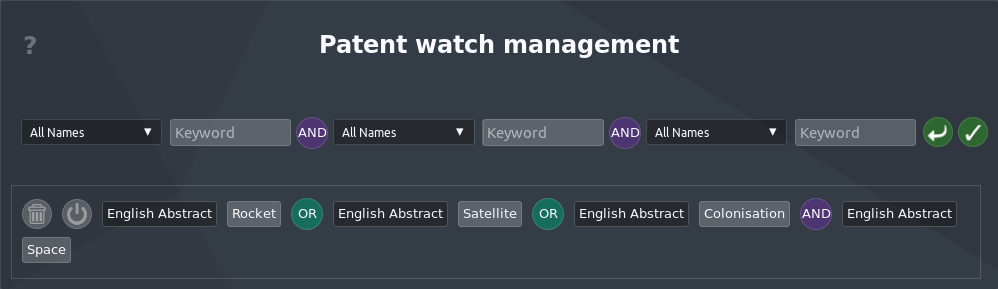 ?
Patent watch management
All Names ▼ Keyword AND All Names ▼ Keyword AND All Names ▼ Keyword
English Abstract Rocket OR English Abstract Satellite OR English Abstract Colonisation AND English Abstract
Space